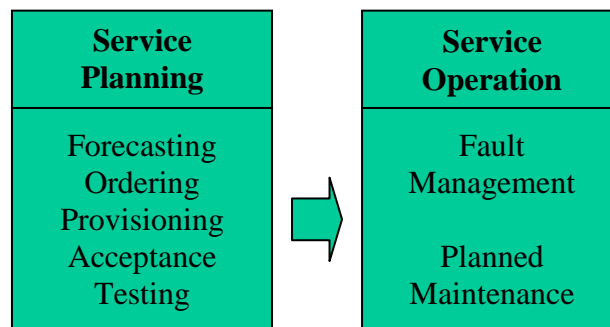 Service
Planning
Forecasting
Ordering
Provisioning
Acceptance
Testing
Service
Operation
Fault
Management
Planned
Maintenance